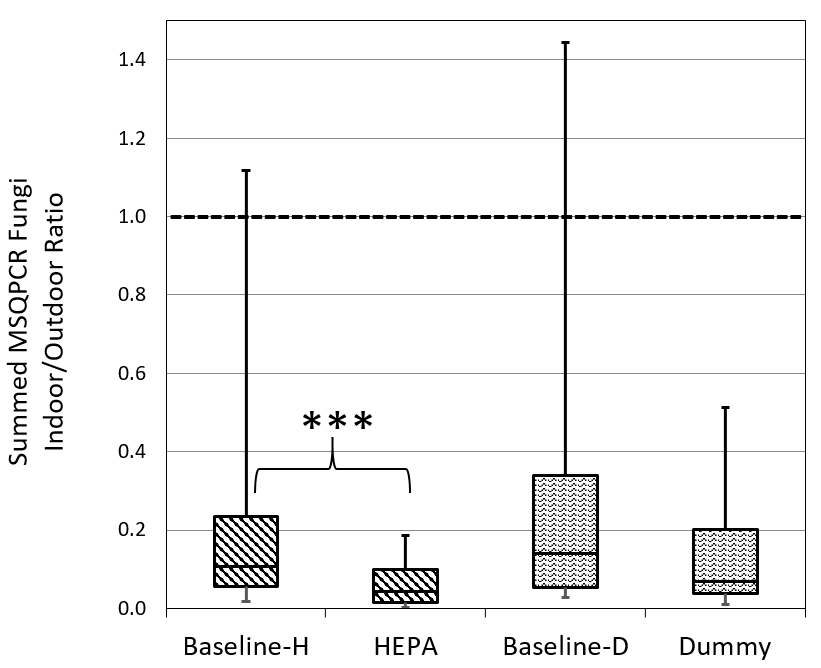 Summed MSQPCR Fungi
Indoor/Outdoor Ratio
1.4
1.2
1.0
0.8
0.6
0.4
0.2
0.0
***
Baseline-H
HEPA
Baseline-D
Dummy